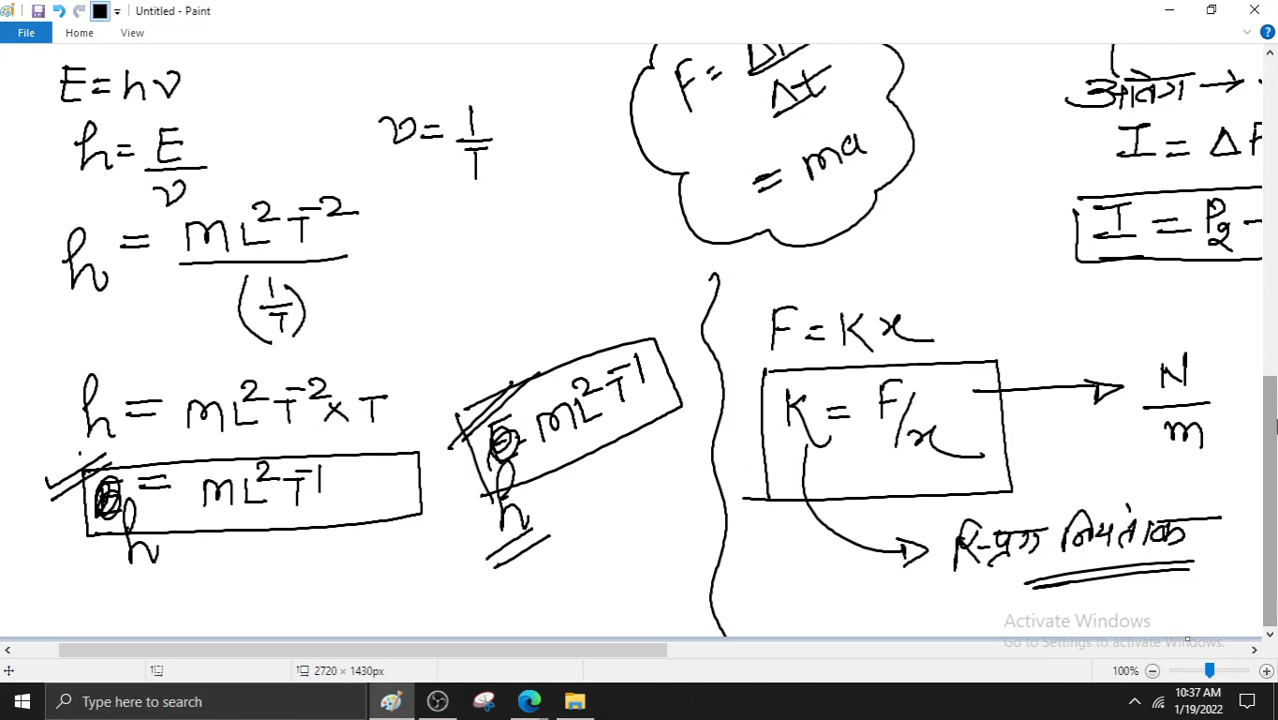 Untitled - Paint
File Home View
E = hν
h = E/ν
ν = 1/T
h = ML²T⁻² / (1/T)
h = ML²T⁻² × T
= ML²T⁻¹
h
ML²T⁻¹
h
F = /Δt
= ma
I = ΔP
I = P₂ -
F = Kx
K = F/x
N/m
नियतांक
Activate Windows
Go to Settings to activate Windows.
2720 × 1430px
100%
Type here to search
10:37 AM
1/19/2022